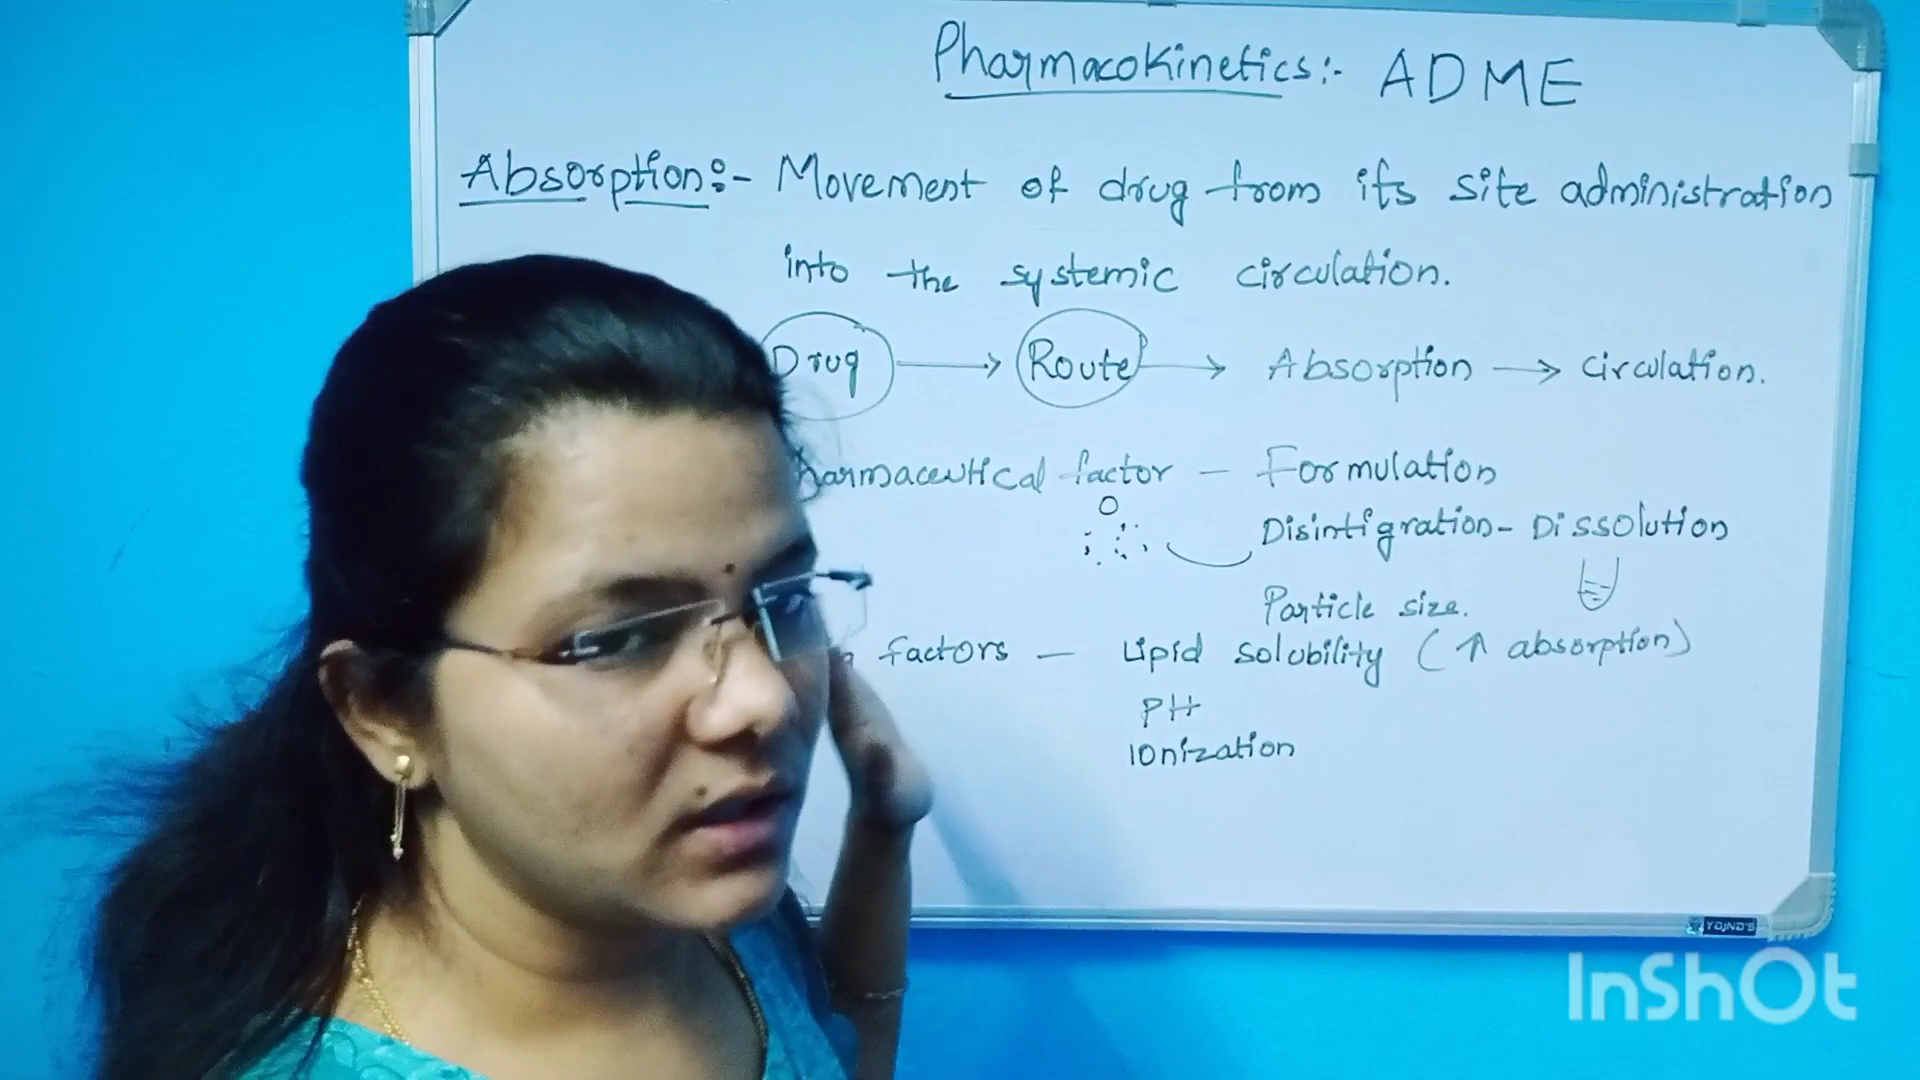 Pharmacokinetics:- ADME
Absorption:- Movement of drug from its site administration
into the systemic circulation.
Drug → Route → Absorption → circulation.
harmaceutical factor - Formulation
Disintigration - Dissolution
Particle size.
factors - Lipid solubility (↑ absorption)
PH
Ionization
InShOt